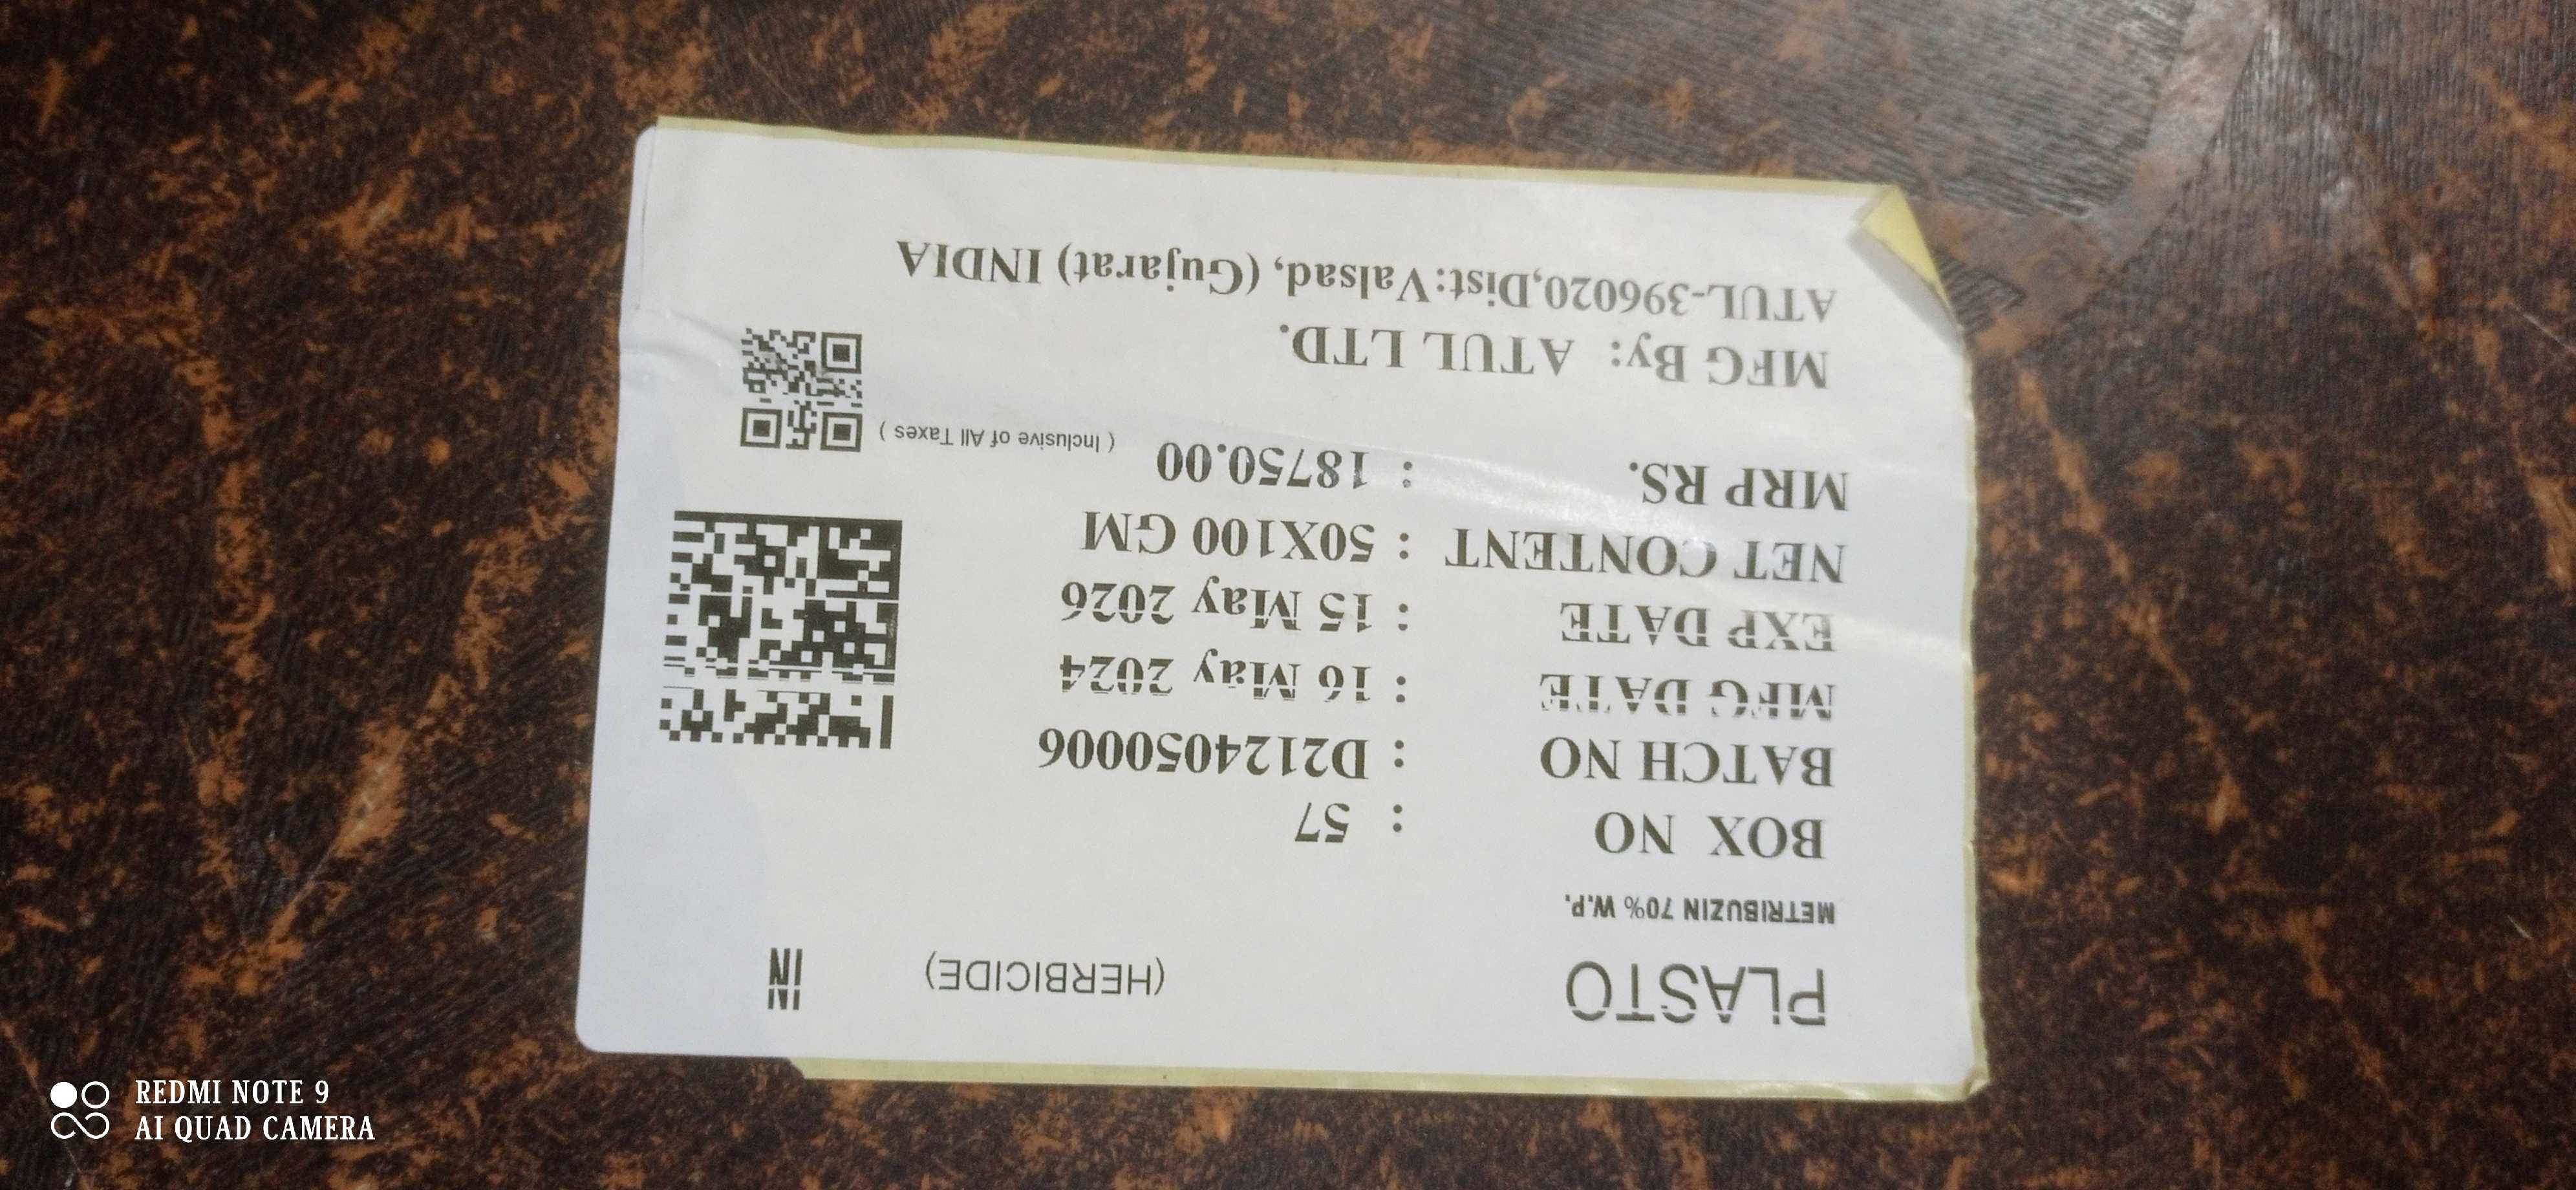 PLASTO (HERBICIDE) IN
METRIBUZIN 70% W.P.
BOX NO : 57
BATCH NO : D2124050006
MFG DATE : 16 May 2024
EXP DATE : 15 May 2026
NET CONTENT : 50X100 GM
MRP RS. : 18750.00 ( Inclusive of All Taxes )
MFG By: ATUL LTD.
ATUL-396020,Dist:Valsad, (Gujarat) INDIA
REDMI NOTE 9
AI QUAD CAMERA